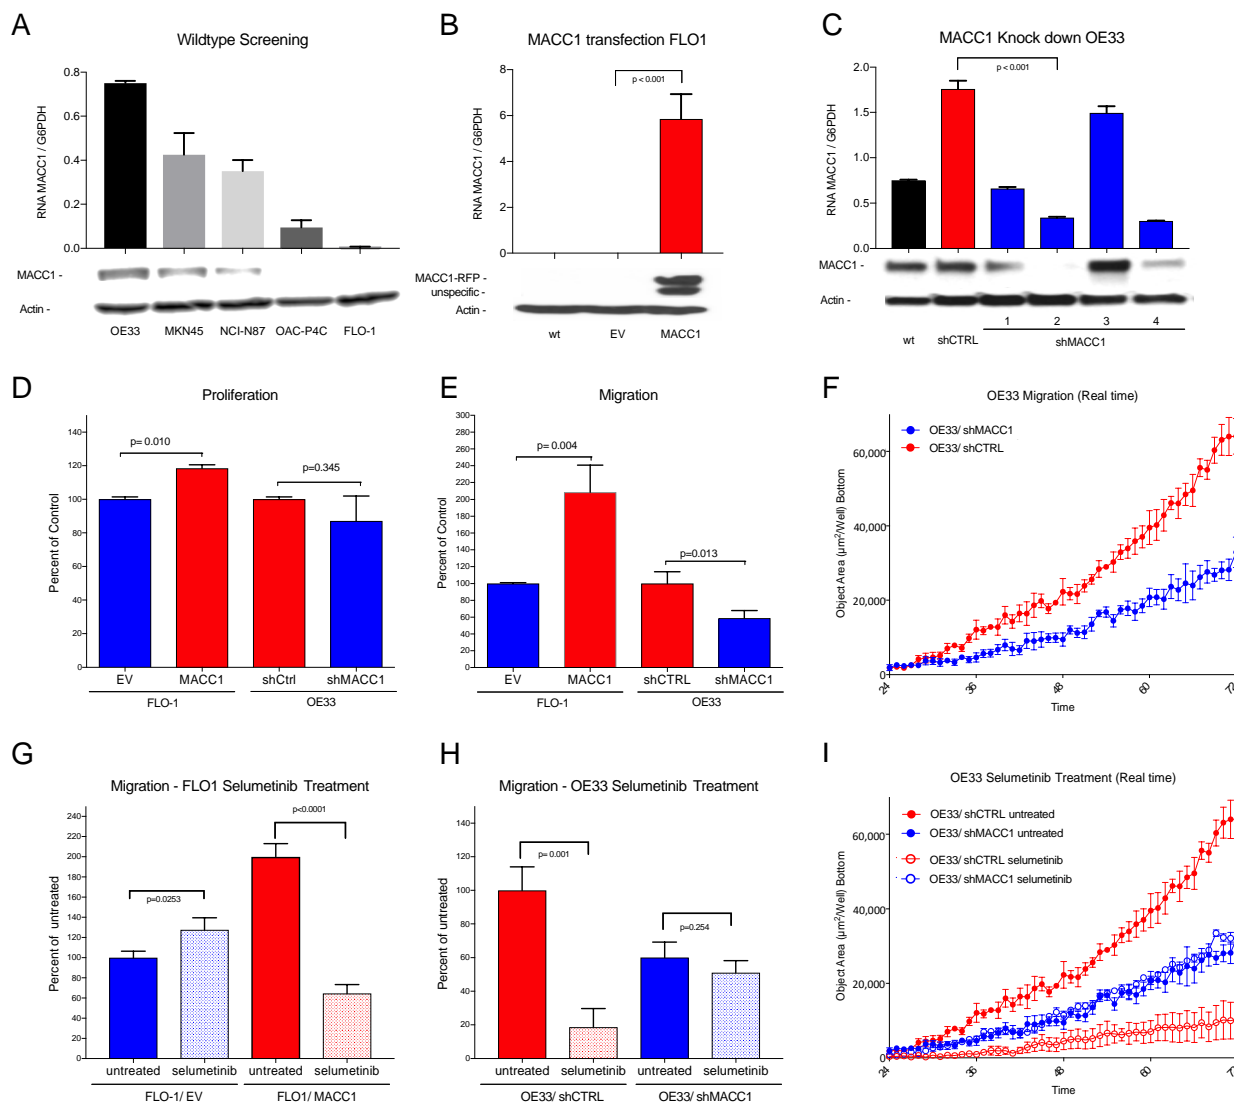 A
Wildtype Screening
RNA MACC1 / G6PDH
0.8
0.6
0.4
0.2
0.0
MACC1 -
Actin -
OE33 MKN45 NCI-N87 OAC-P4C FLO-1
B
MACC1 transfection FLO1
RNA MACC1 / G6PDH
8
6
4
2
0
p < 0.001
MACC1-RFP -
unspecific -
Actin -
wt EV MACC1
C
MACC1 Knock down OE33
RNA MACC1 / G6PDH
2.0
1.5
1.0
0.5
0.0
p < 0.001
MACC1 -
Actin -
1 2 3 4
wt shCTRL shMACC1
D
Proliferation
Percent of Control
140
120
100
80
60
40
20
0
p= 0.010
p=0.345
EV MACC1 shCtrl shMACC1
FLO-1 OE33
E
Migration
Percent of Control
300
280
260
240
220
200
180
160
140
120
100
80
60
40
20
0
p= 0.004
p=0.013
EV MACC1 shCTRL shMACC1
FLO-1 OE33
F
OE33 Migration (Real time)
OE33/ shMACC1
OE33/ shCTRL
Object Area (µm²/Well) Bottom
60,000
40,000
20,000
0
24 36 48 60 72
Time
G
Migration - FLO1 Selumetinib Treatment
Percent of untreated
240
220
200
180
160
140
120
100
80
60
40
20
0
p=0.0253
p<0.0001
untreated selumetinib untreated selumetinib
FLO-1/ EV FLO1/ MACC1
H
Migration - OE33 Selumetinib Treatment
Percent of untreated
140
120
100
80
60
40
20
0
p= 0.001
p=0.254
untreated selumetinib untreated selumetinib
OE33/ shCTRL OE33/ shMACC1
I
OE33 Selumetinib Treatment (Real time)
OE33/ shCTRL untreated
OE33/ shMACC1 untreated
OE33/ shCTRL selumetinib
OE33/ shMACC1 selumetinib
Object Area (µm²/Well) Bottom
60,000
40,000
20,000
0
24 36 48 60 72
Time